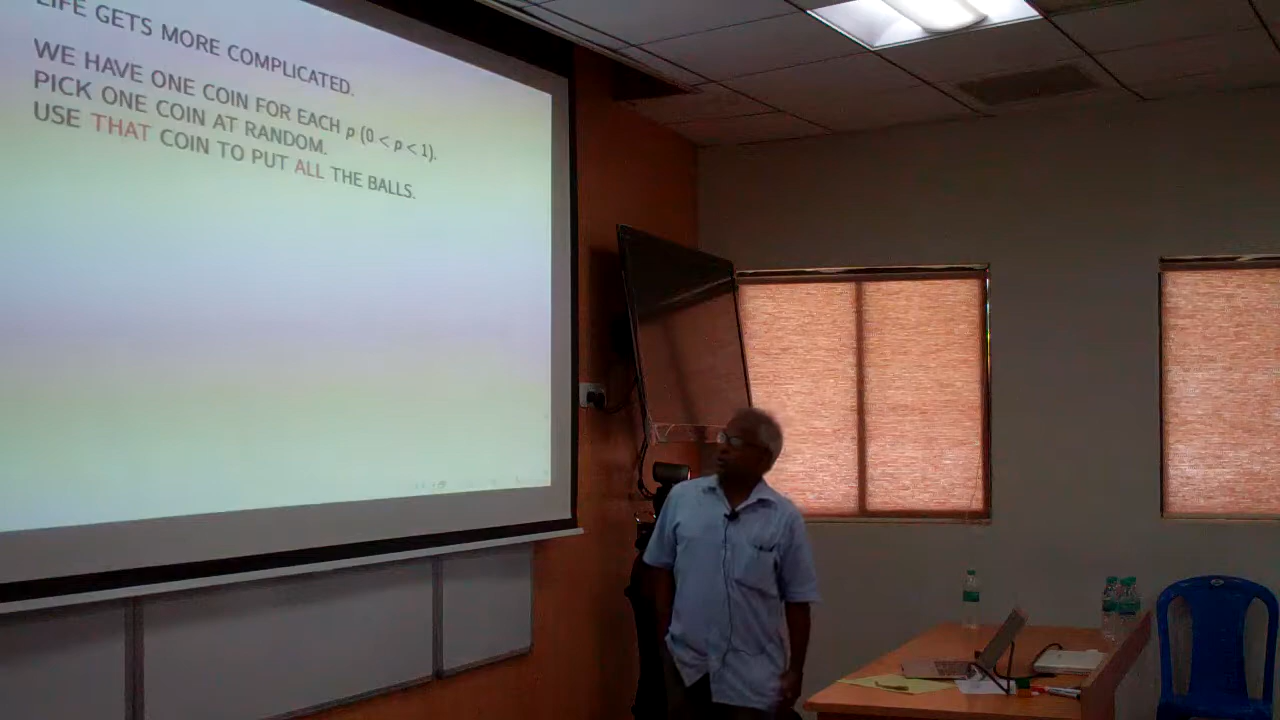 LIFE GETS MORE COMPLICATED.
WE HAVE ONE COIN FOR EACH p (0 < p < 1).
PICK ONE COIN AT RANDOM.
USE THAT COIN TO PUT ALL THE BALLS.